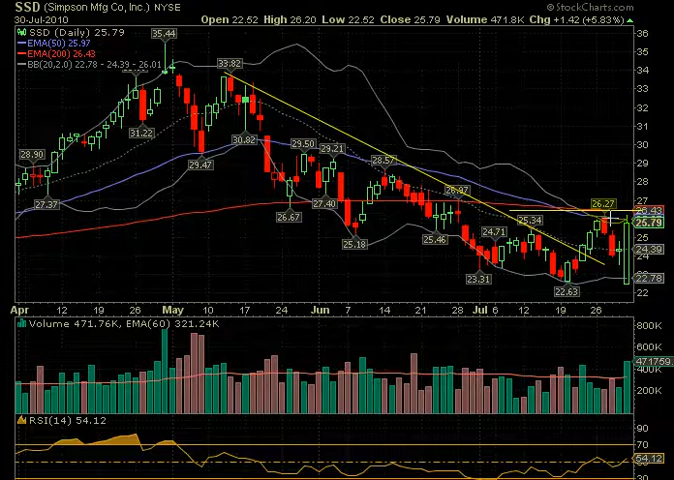 SSD (Simpson Mfg Co, Inc.) NYSE
© StockCharts.com
30-Jul-2010
Open 22.52 High 26.20 Low 22.52 Close 25.79 Volume 471.8K Chg +1.42 (+5.83%)
SSD (Daily) 25.79
EMA(50) 25.97
EMA(200) 26.43
BB(20,2.0) 22.78 - 24.39 - 26.01
35.44
33.82
31.22
30.82
29.47
28.90
27.37
29.50
29.21
28.57
26.67
27.40
26.97
26.27
25.18
25.46
24.71
25.34
23.31
22.63
36
35
34
33
32
31
30
29
28
27
26.43
25.79
25
24.39
22.78
22
Apr 12 19 26 May 10 17 24 Jun 7 14 21 28 Jul 6 12 19 26
Volume 471.76K, EMA(60) 321.24K
800K
600K
471759
400K
200K
RSI(14) 54.12
90
70
54.12
30
10